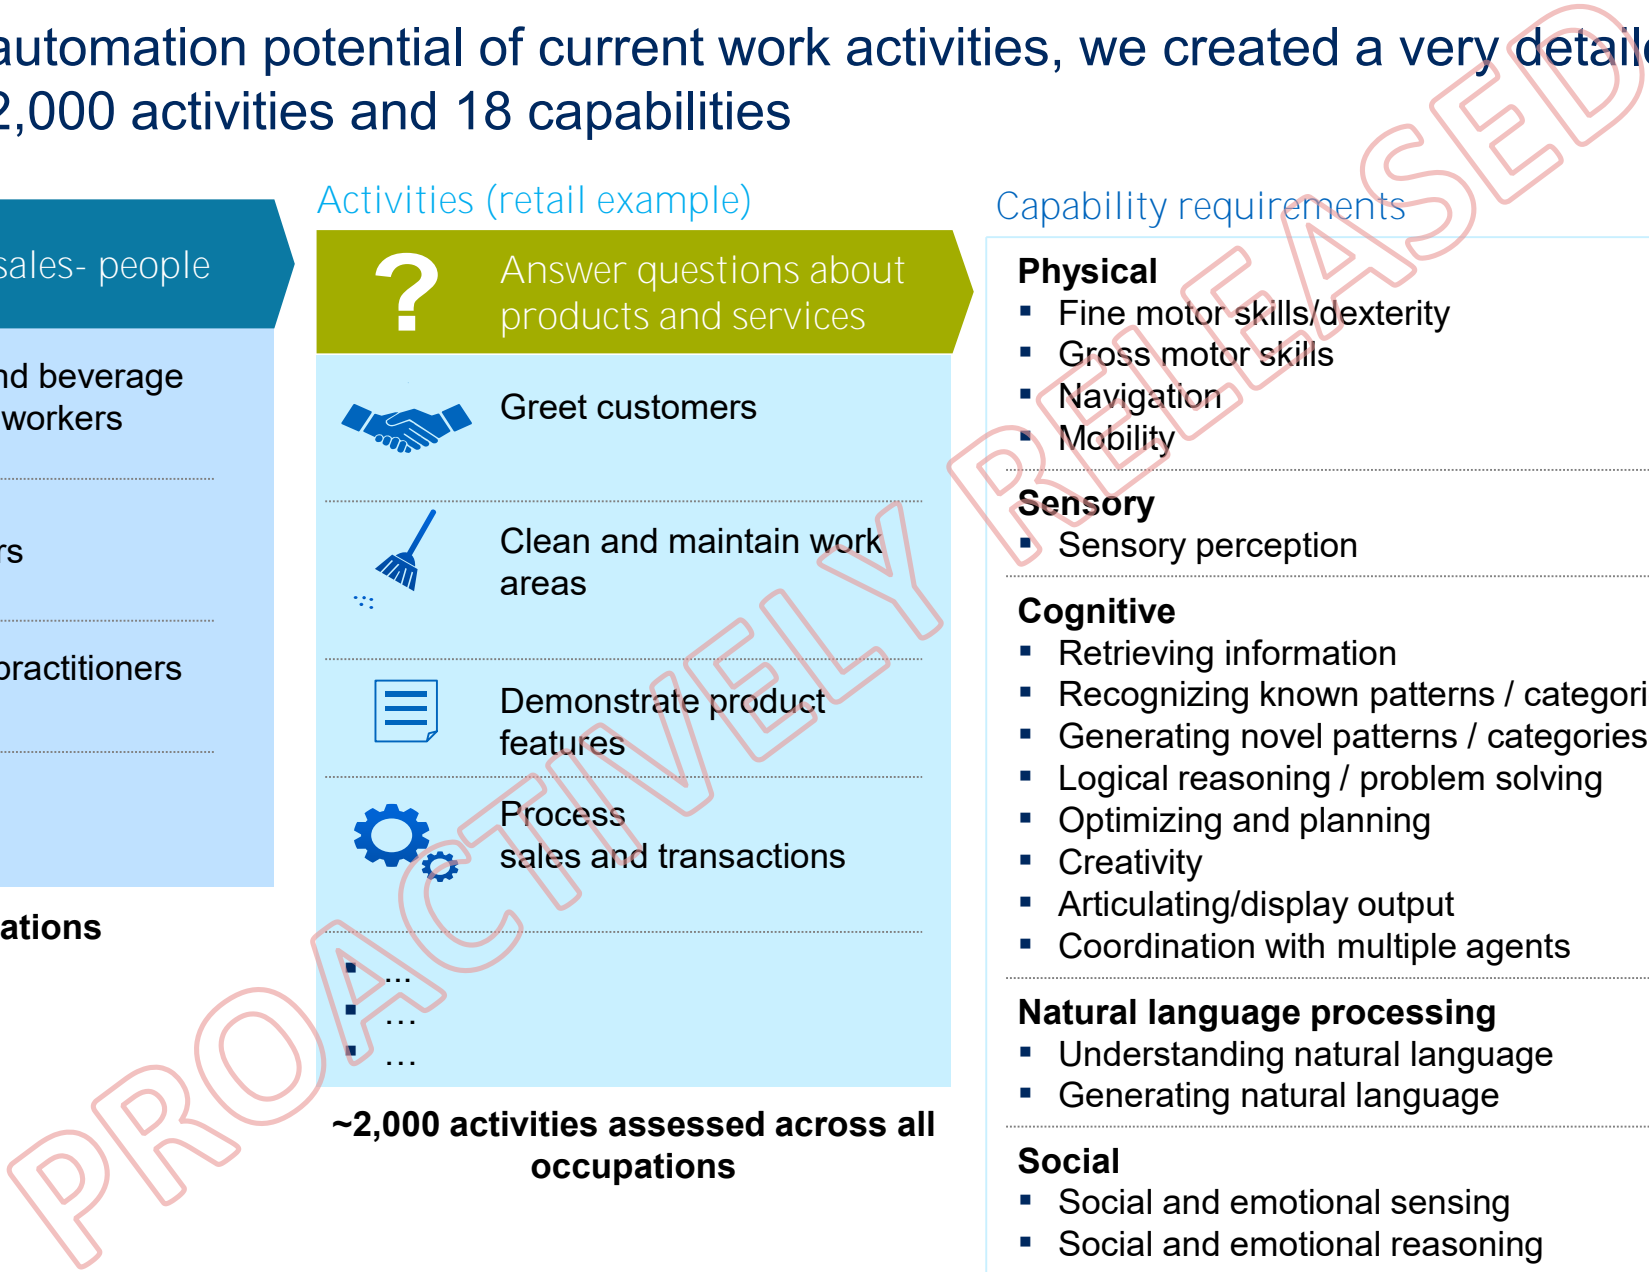 automation potential of current work activities, we created a very detaile
2,000 activities and 18 capabilities
sales- people
nd beverage
workers
rs
practitioners
ations
Activities (retail example)
?
Answer questions about
products and services
Greet customers
Clean and maintain work
areas
Demonstrate product
features
Process
sales and transactions
▪ ...
▪ ...
▪ ...
~2,000 activities assessed across all
occupations
Capability requirements
Physical
▪ Fine motor skills/dexterity
▪ Gross motor skills
▪ Navigation
▪ Mobility
Sensory
▪ Sensory perception
Cognitive
▪ Retrieving information
▪ Recognizing known patterns / categori
▪ Generating novel patterns / categories
▪ Logical reasoning / problem solving
▪ Optimizing and planning
▪ Creativity
▪ Articulating/display output
▪ Coordination with multiple agents
Natural language processing
▪ Understanding natural language
▪ Generating natural language
Social
▪ Social and emotional sensing
▪ Social and emotional reasoning
PROACTIVELY RELEASED